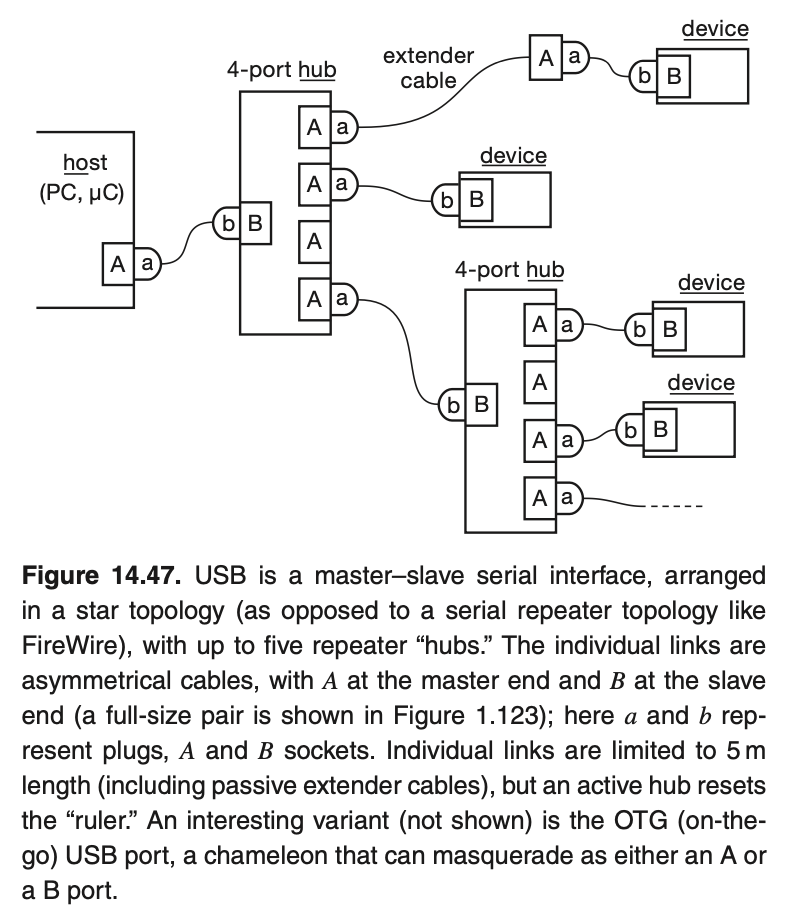 device
extender
cable
A a
b B
4-port hub
A a
host
(PC, µC)
device
A a
b B
b B
A
A a
A a
4-port hub
device
A a
b B
A
device
b B
A a
b B
A a
Figure 14.47. USB is a master–slave serial interface, arranged
in a star topology (as opposed to a serial repeater topology like
FireWire), with up to five repeater “hubs.” The individual links are
asymmetrical cables, with A at the master end and B at the slave
end (a full-size pair is shown in Figure 1.123); here a and b rep-
resent plugs, A and B sockets. Individual links are limited to 5 m
length (including passive extender cables), but an active hub resets
the “ruler.” An interesting variant (not shown) is the OTG (on-the-
go) USB port, a chameleon that can masquerade as either an A or
a B port.